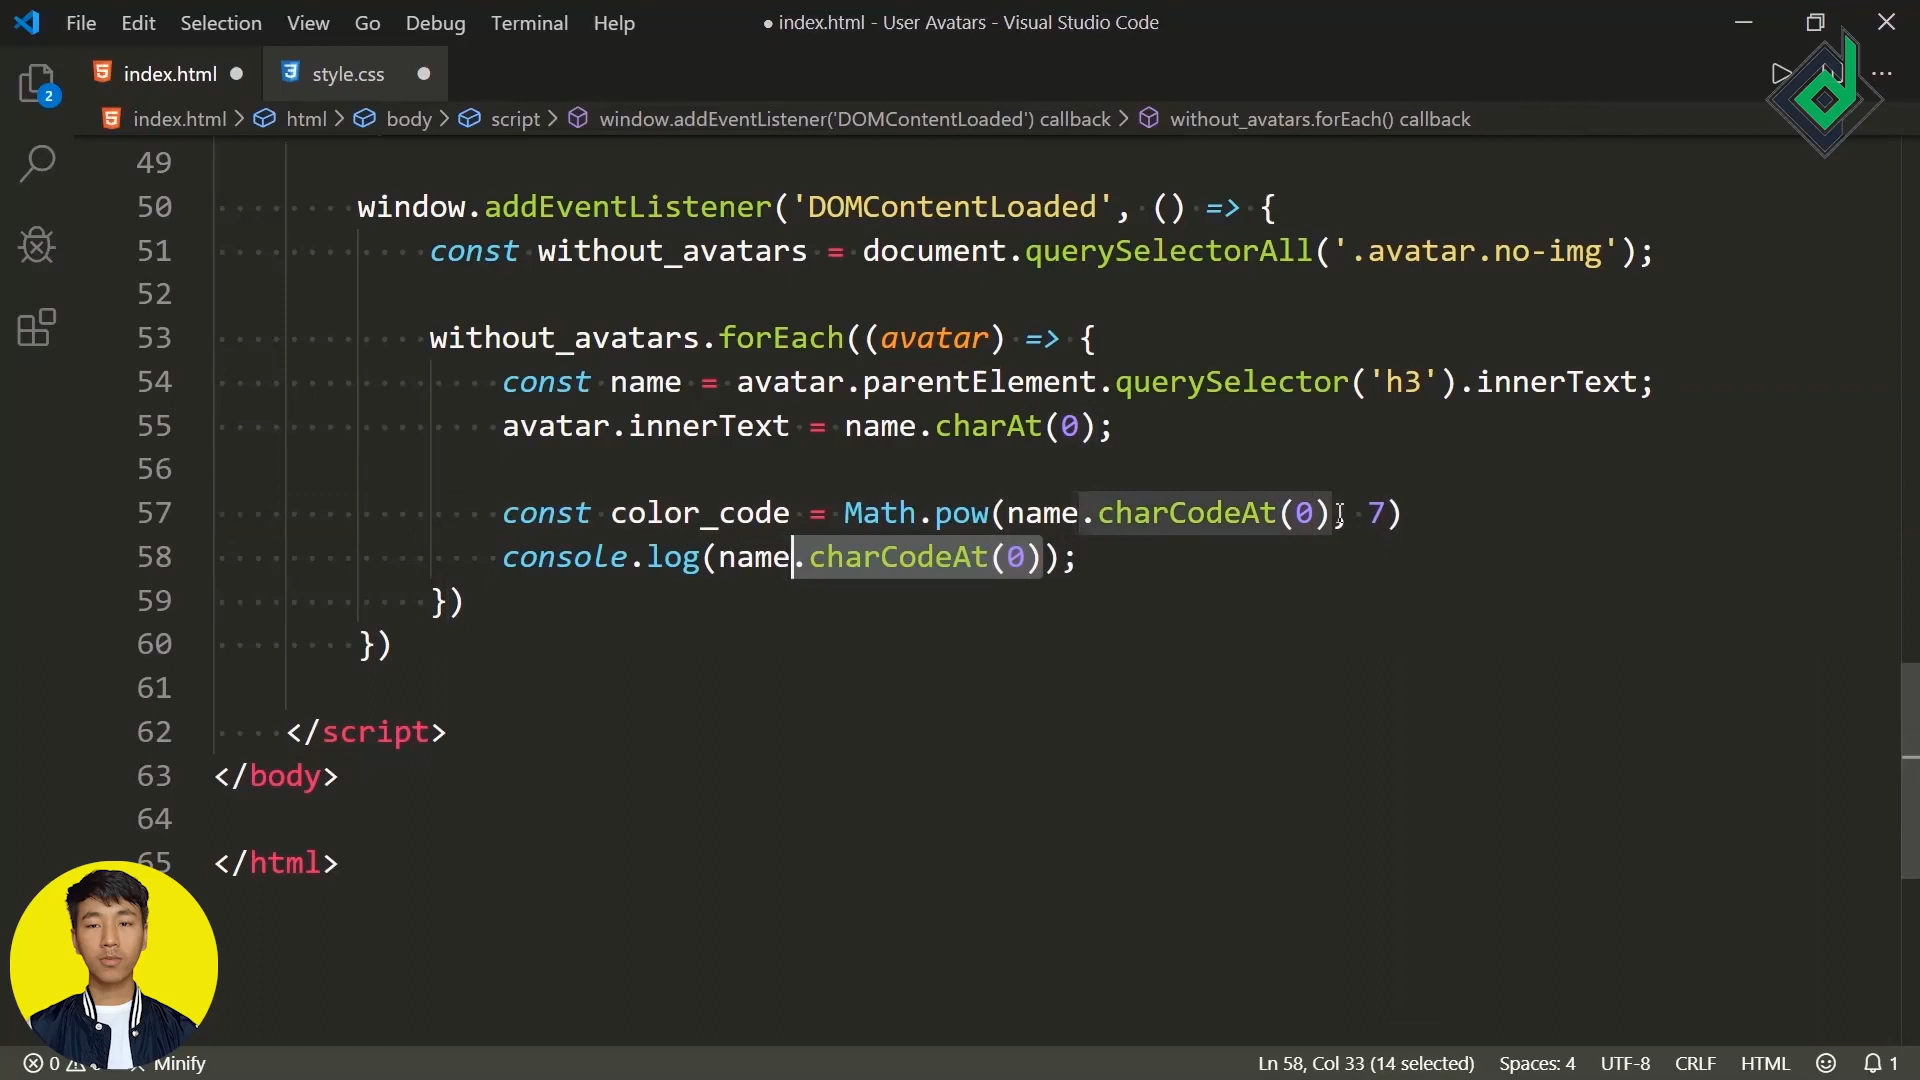 File Edit Selection View Go Debug Terminal Help ● index.html - User Avatars - Visual Studio Code
index.html ● style.css ●
2
index.html > html > body > script > window.addEventListener('DOMContentLoaded') callback > without_avatars.forEach() callback
49
50 window.addEventListener('DOMContentLoaded', () => {
51 const without_avatars = document.querySelectorAll('.avatar.no-img');
52
53 without_avatars.forEach((avatar) => {
54 const name = avatar.parentElement.querySelector('h3').innerText;
55 avatar.innerText = name.charAt(0);
56
57 const color_code = Math.pow(name.charCodeAt(0), 7)
58 console.log(name.charCodeAt(0));
59 })
60 })
61
62 </script>
63 </body>
64
65 </html>
0 Minify Ln 58, Col 33 (14 selected) Spaces: 4 UTF-8 CRLF HTML 1